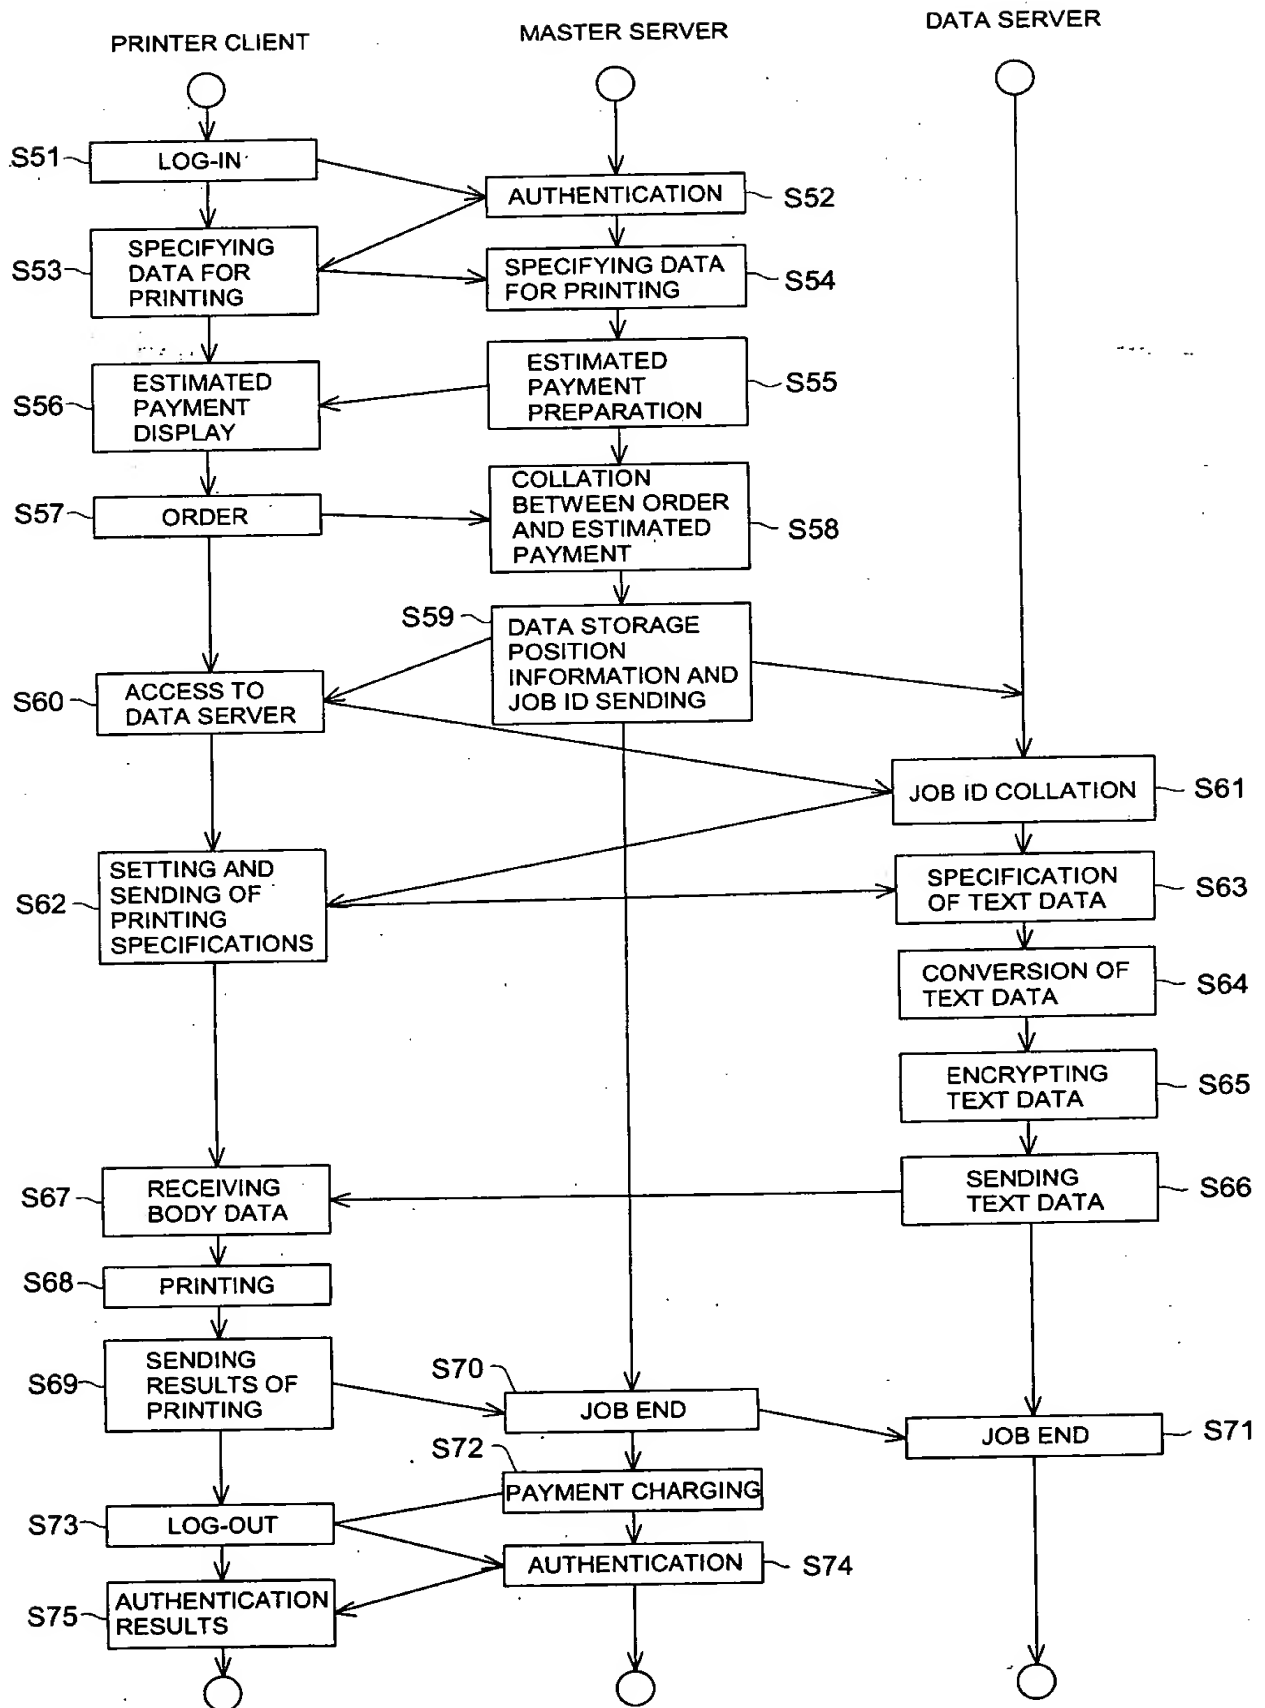 PRINTER CLIENT
MASTER SERVER
DATA SERVER
S51
LOG-IN
AUTHENTICATION
S52
S53
SPECIFYING
DATA FOR
PRINTING
SPECIFYING DATA
FOR PRINTING
S54
ESTIMATED
PAYMENT
PREPARATION
S55
S56
ESTIMATED
PAYMENT
DISPLAY
S57
ORDER
COLLATION
BETWEEN ORDER
AND ESTIMATED
PAYMENT
S58
S59
DATA STORAGE
POSITION
INFORMATION AND
JOB ID SENDING
S60
ACCESS TO
DATA SERVER
JOB ID COLLATION
S61
S62
SETTING AND
SENDING OF
PRINTING
SPECIFICATIONS
SPECIFICATION
OF TEXT DATA
S63
CONVERSION OF
TEXT DATA
S64
ENCRYPTING
TEXT DATA
S65
SENDING
TEXT DATA
S66
S67
RECEIVING
BODY DATA
S68
PRINTING
S69
SENDING
RESULTS OF
PRINTING
S70
JOB END
JOB END
S71
S72
PAYMENT CHARGING
S73
LOG-OUT
AUTHENTICATION
S74
S75
AUTHENTICATION
RESULTS